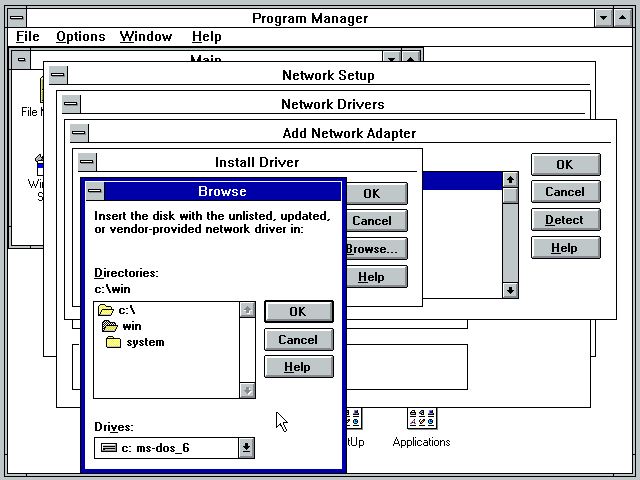 Program Manager
File Options Window Help
Main
Network Setup
Network Drivers
Add Network Adapter
Install Driver
Browse
Insert the disk with the unlisted, updated,
or vendor-provided network driver in:
Directories:
c:\win
c:\
win
system
OK
Cancel
Help
Drives:
c: ms-dos_6
OK
Cancel
Browse...
Help
OK
Cancel
Detect
Help
File
Applications